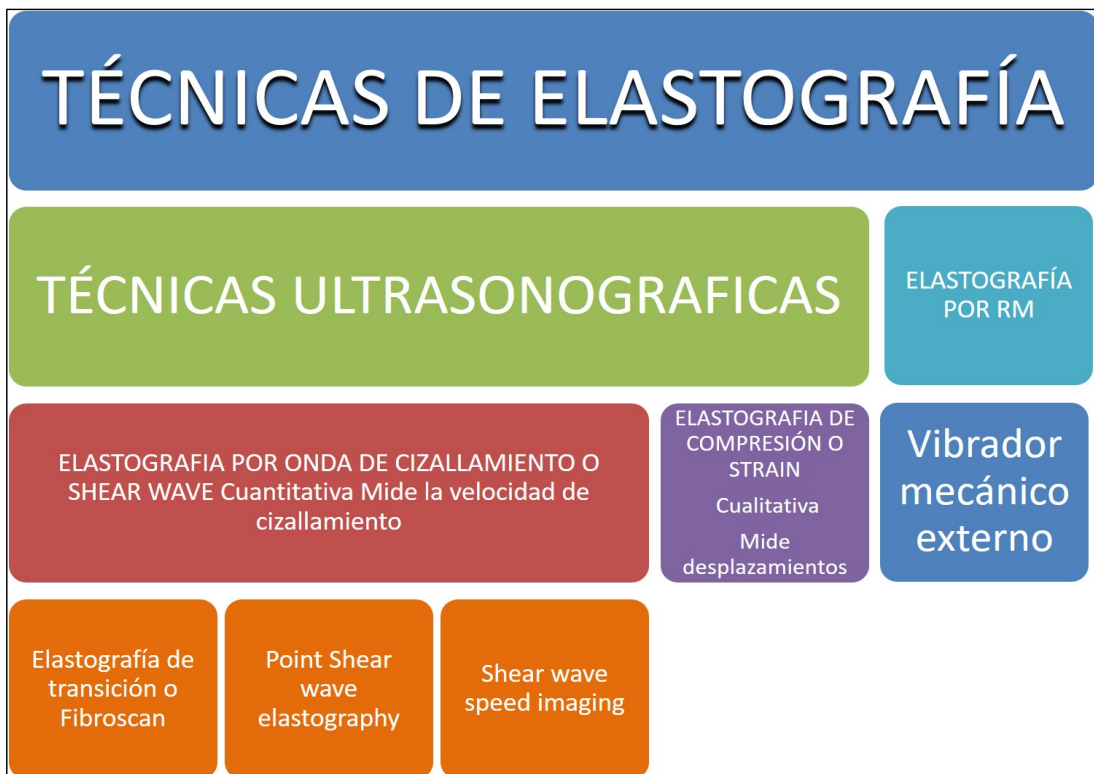 TÉCNICAS DE ELASTOGRAFÍA
TÉCNICAS ULTRASONOGRAFICAS
ELASTOGRAFÍA
POR RM
ELASTOGRAFIA POR ONDA DE CIZALLAMIENTO O
SHEAR WAVE Cuantitativa Mide la velocidad de
cizallamiento
ELASTOGRAFIA DE
COMPRESIÓN O
STRAIN
Cualitativa
Mide
desplazamientos
Vibrador
mecánico
externo
Elastografía de
transición o
Fibroscan
Point Shear
wave
elastography
Shear wave
speed imaging